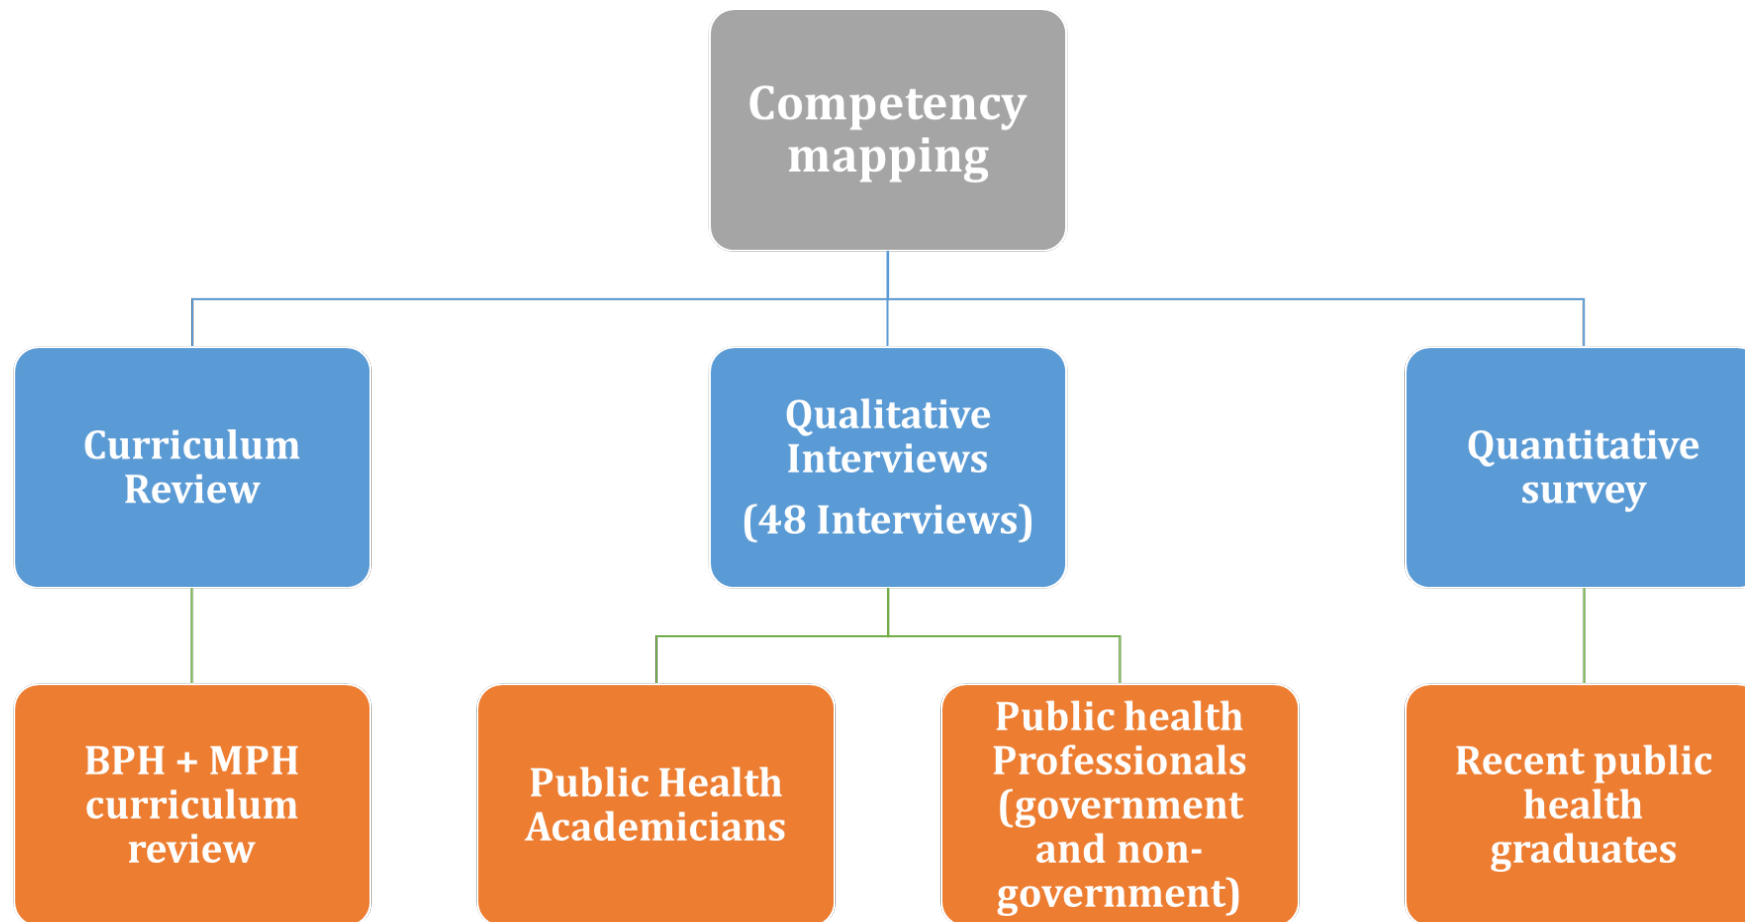 Competency
mapping
Curriculum
Review
Qualitative
Interviews
(48 Interviews)
Quantitative
survey
BPH + MPH
curriculum
review
Public Health
Academicians
Public health
Professionals
(government
and non-
government)
Recent public
health
graduates